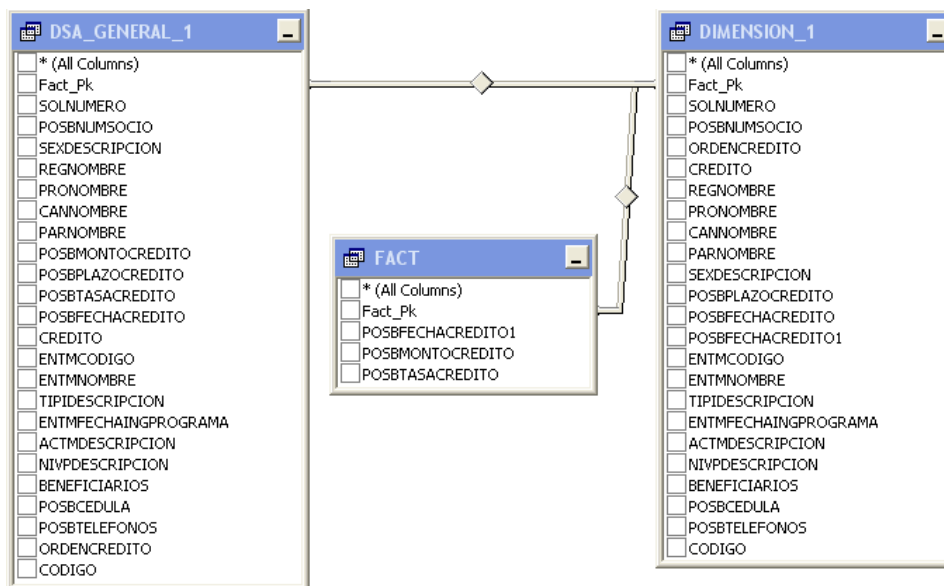 DSA_GENERAL_1
* (All Columns)
Fact_Pk
SOLNUMERO
POSBNUMSOCIO
SEXDESCRIPCION
REGNOMBRE
PRONOMBRE
CANNOMBRE
PARNOMBRE
POSBMONTOCREDITO
POSBPLAZOCREDITO
POSBTASACREDITO
POSBFECHACREDITO
CREDITO
ENTMCODIGO
ENTMNOMBRE
TIPIDESCRIPCION
ENTMFECHAINGPROGRAMA
ACTMDESCRIPCION
NIVPDESCRIPCION
BENEFICIARIOS
POSBCEDULA
POSBTELEFONOS
ORDENCREDITO
CODIGO
FACT
* (All Columns)
Fact_Pk
POSBFECHACREDITO1
POSBMONTOCREDITO
POSBTASACREDITO
DIMENSION_1
* (All Columns)
Fact_Pk
SOLNUMERO
POSBNUMSOCIO
ORDENCREDITO
CREDITO
REGNOMBRE
PRONOMBRE
CANNOMBRE
PARNOMBRE
SEXDESCRIPCION
POSBPLAZOCREDITO
POSBFECHACREDITO
POSBFECHACREDITO1
ENTMCODIGO
ENTMNOMBRE
TIPIDESCRIPCION
ENTMFECHAINGPROGRAMA
ACTMDESCRIPCION
NIVPDESCRIPCION
BENEFICIARIOS
POSBCEDULA
POSBTELEFONOS
CODIGO